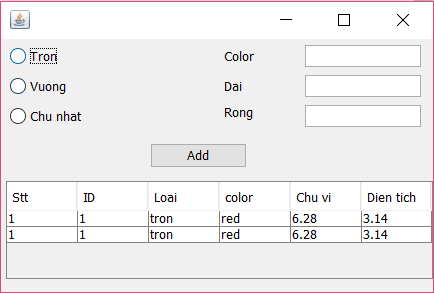 Tron Color
Vuong Dai
Chu nhat Rong
Add
Stt ID Loai color Chu vi Dien tich
1 1 tron red 6.28 3.14
1 1 tron red 6.28 3.14